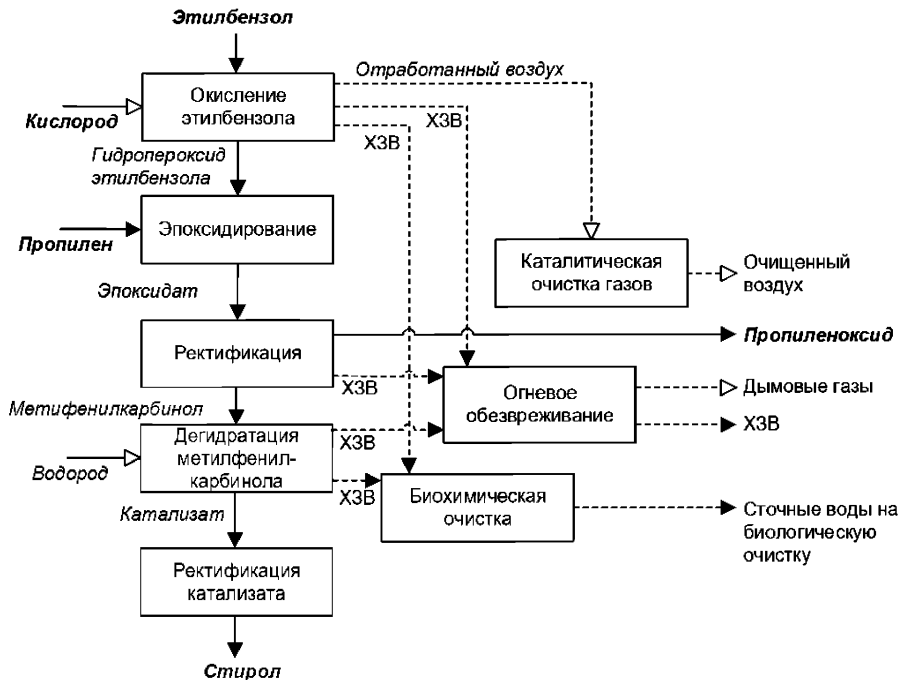 Этилбензол
Отработанный воздух
Окисление
этилбензола
Кислород
ХЗВ
ХЗВ
Гидропероксид
этилбензола
Эпоксидирование
Пропилен
Каталитическая
очистка газов
Очищенный
воздух
Эпоксидат
Ректификация
Пропиленоксид
ХЗВ
Огневое
обезвреживание
Дымовые газы
ХЗВ
Метифенилкарбинол
Дегидратация
метилфенил-
карбинола
ХЗВ
Водород
ХЗВ
Биохимическая
очистка
Сточные воды на
биологическую
очистку
Катализат
Ректификация
катализата
Стирол